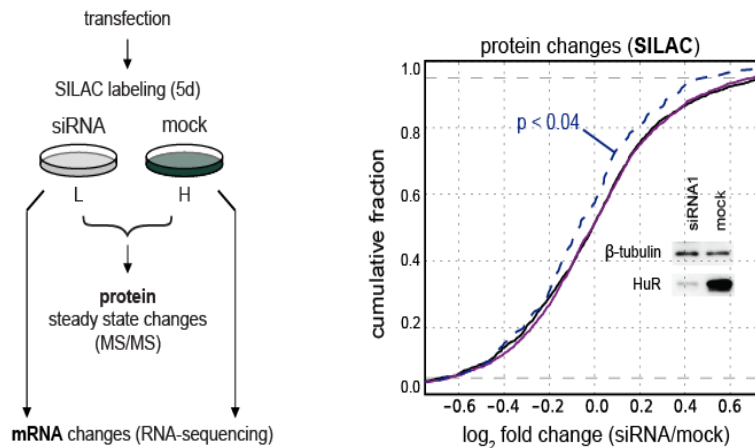 transfection
SILAC labeling (5d)
siRNA mock
L H
protein
steady state changes
(MS/MS)
mRNA changes (RNA-sequencing)
protein changes (SILAC)
cumulative fraction
1.0
0.8
0.6
0.4
0.2
0.0
p < 0.04
siRNA1
mock
β-tubulin
HuR
−0.6 −0.4 −0.2 0.0 0.2 0.4 0.6
log₂ fold change (siRNA/mock)